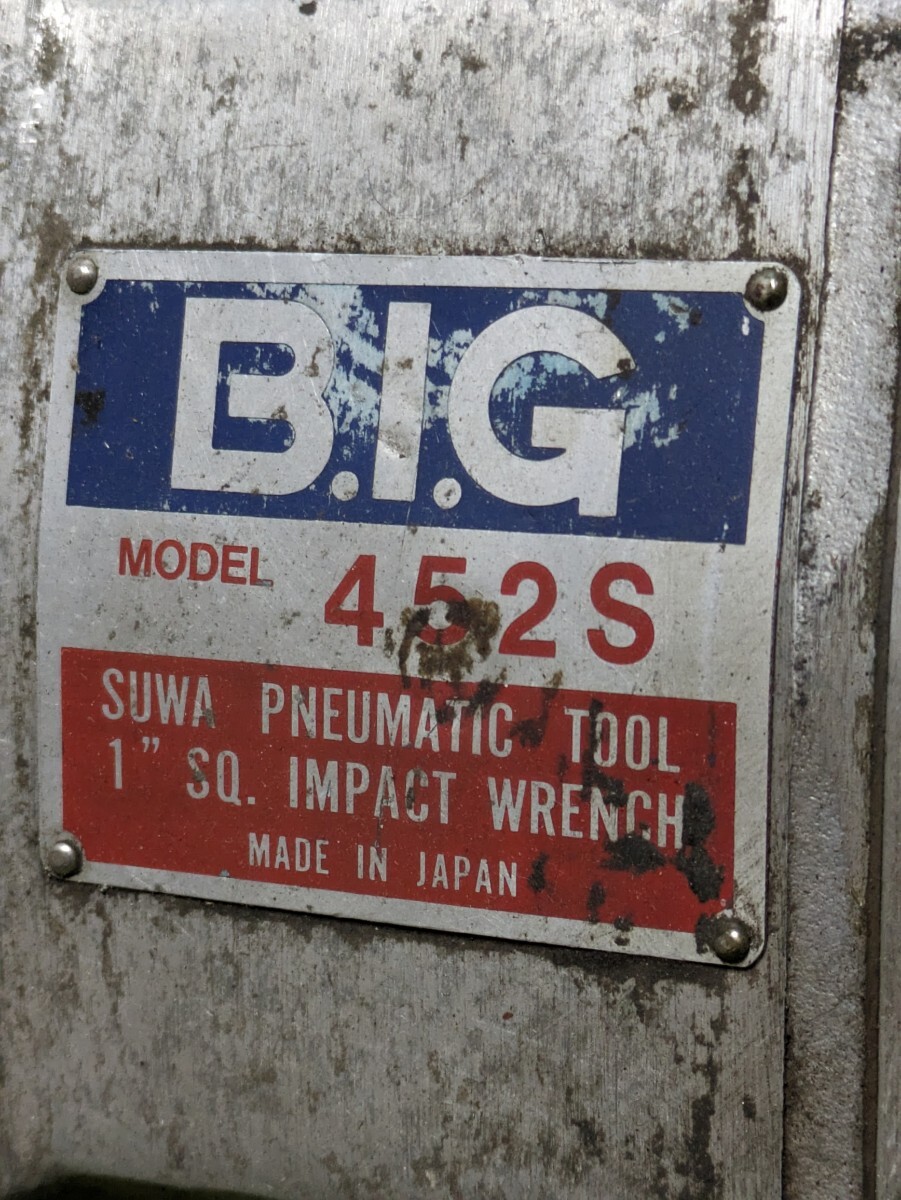 B.I.G
MODEL 452S
SUWA PNEUMATIC TOOL
1" SQ. IMPACT WRENCH
MADE IN JAPAN